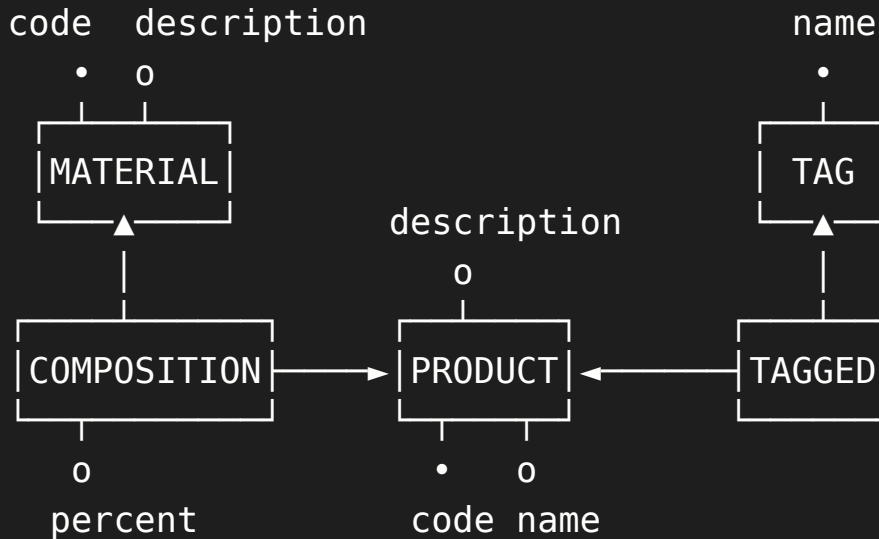 code description name
• o •
MATERIAL TAG
description
o
COMPOSITION PRODUCT TAGGED
o • o
percent code name